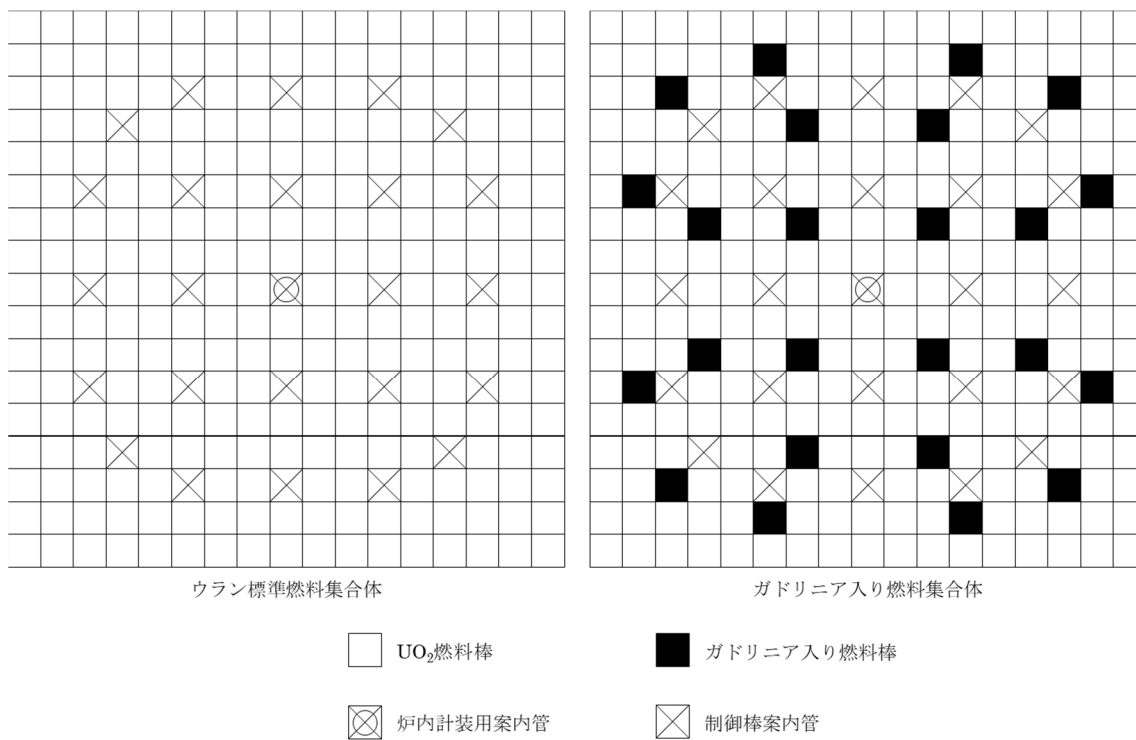 ウラン標準燃料集合体
ガドリニア入り燃料集合体
UO₂燃料棒
ガドリニア入り燃料棒
炉内計装用案内管
制御棒案内管